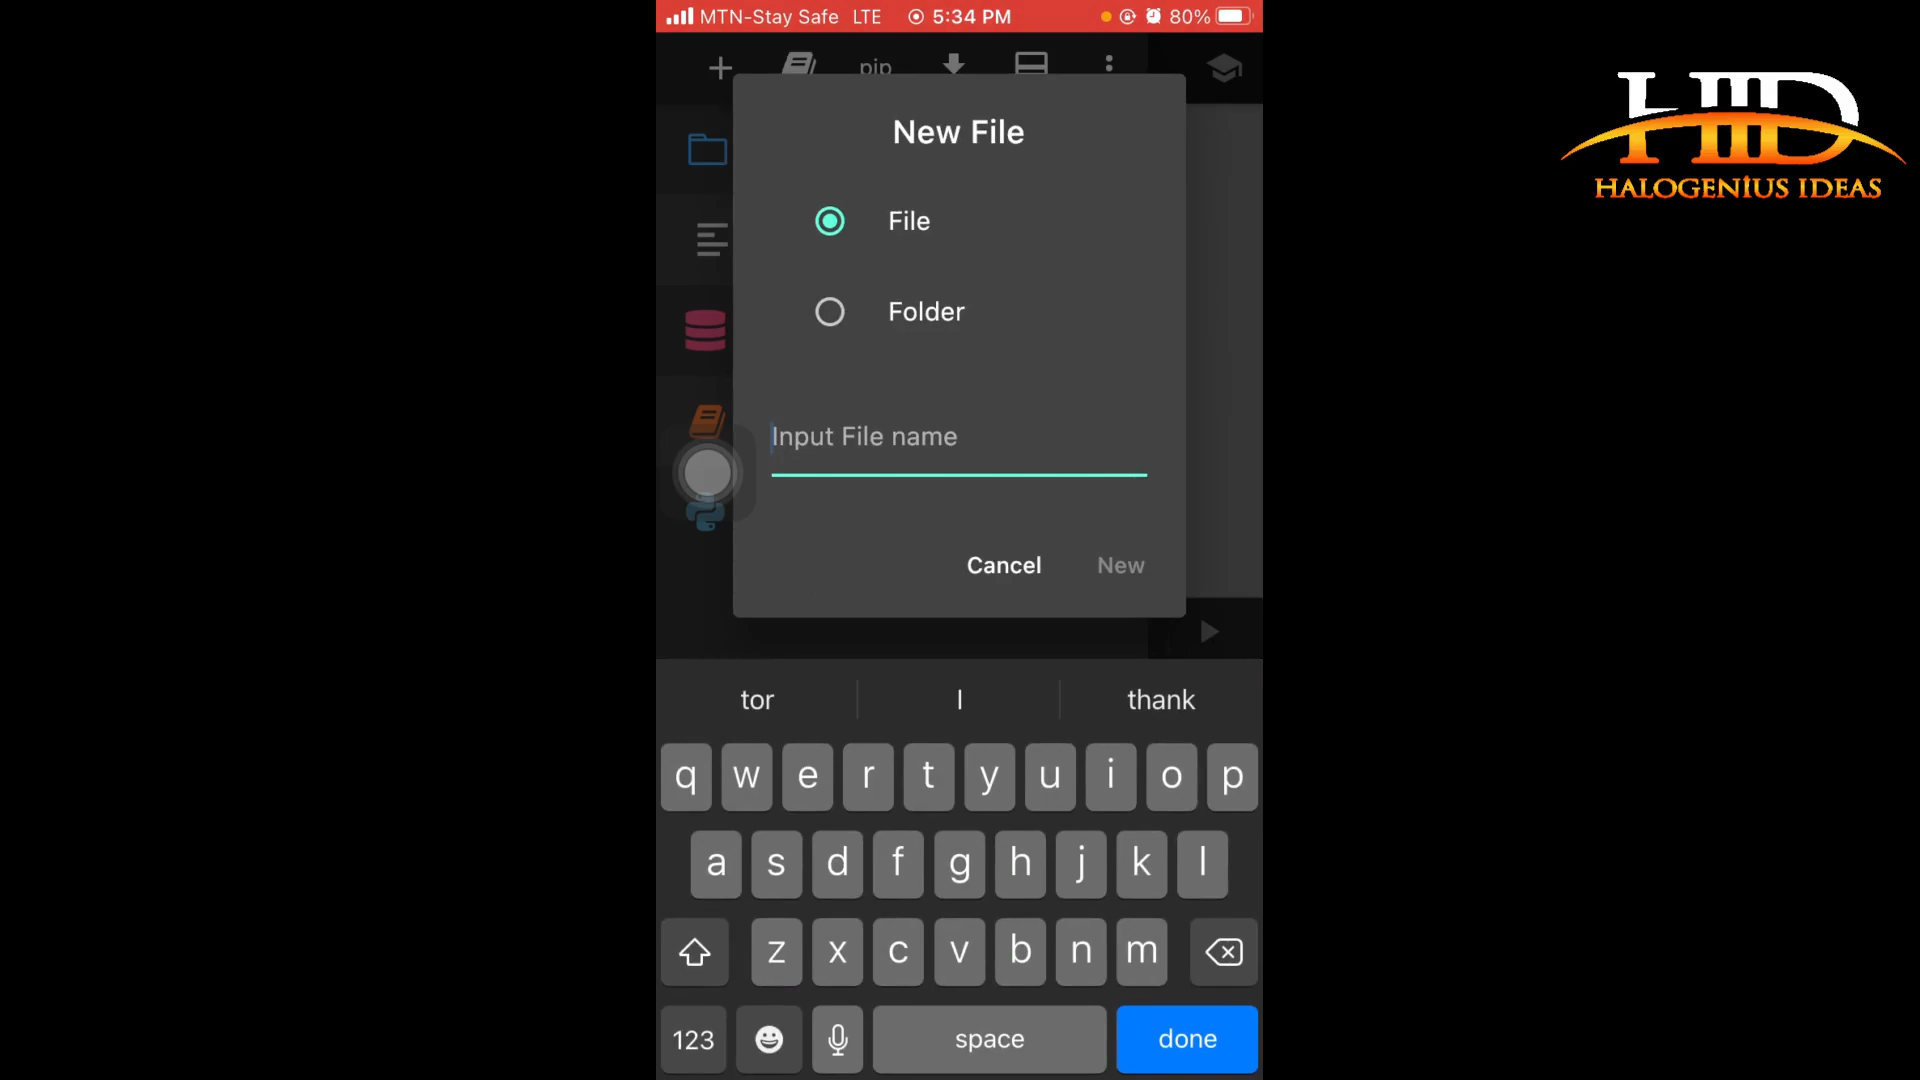 MTN-Stay Safe LTE 5:34 PM 80%
pip
New File
File
Folder
Input File name
Cancel New
tor I thank
q w e r t y u i o p
a s d f g h j k l
z x c v b n m
123 space done
HID
HALOGENIUS IDEAS